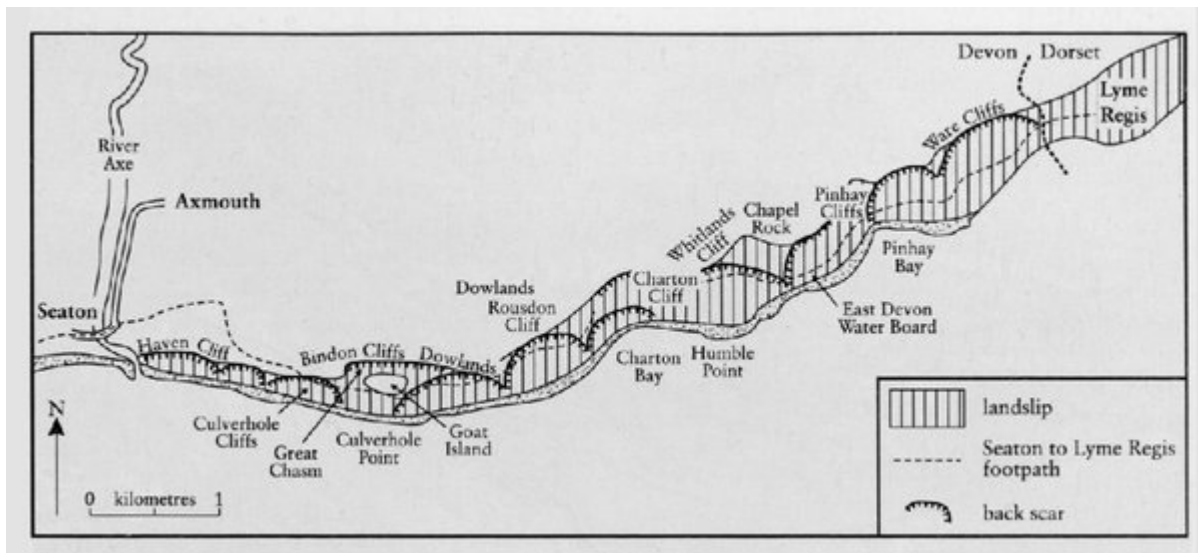 Devon Dorset
Lyme
Regis
Ware Cliffs
River
Axe
Axmouth
Pinhay
Cliffs
Chapel
Rock
Whitlands
Cliff
Pinhay
Bay
Charton
Cliff
Dowlands
Rousdon
Cliff
East Devon
Water Board
Seaton
Haven Cliff
Bindon Cliffs
Dowlands
Charton
Bay
Humble
Point
Culverhole
Cliffs
Great
Chasm
Culverhole
Point
Goat
Island
N
0 kilometres 1
landslip
Seaton to Lyme Regis
footpath
back scar